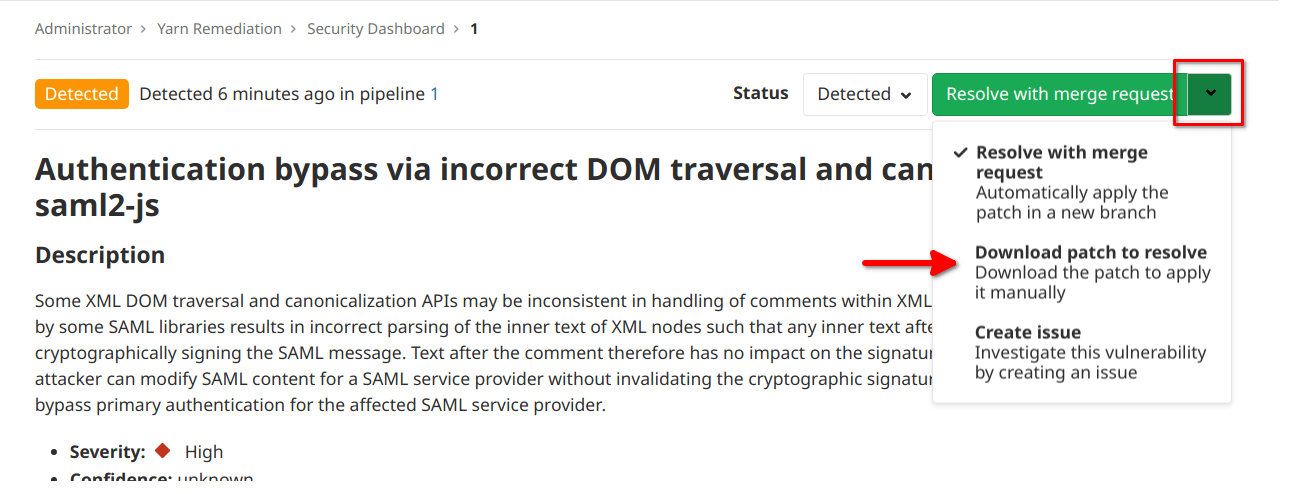 Administrator > Yarn Remediation > Security Dashboard > 1
Detected Detected 6 minutes ago in pipeline 1
Status Detected Resolve with merge request
Authentication bypass via incorrect DOM traversal and can
saml2-js
Description
Some XML DOM traversal and canonicalization APIs may be inconsistent in handling of comments within XML
by some SAML libraries results in incorrect parsing of the inner text of XML nodes such that any inner text afte
cryptographically signing the SAML message. Text after the comment therefore has no impact on the signatur
attacker can modify SAML content for a SAML service provider without invalidating the cryptographic signatur
bypass primary authentication for the affected SAML service provider.
• Severity: High
• Confidence: unknown
Resolve with merge
request
Automatically apply the
patch in a new branch
Download patch to resolve
Download the patch to apply
it manually
Create issue
Investigate this vulnerability
by creating an issue